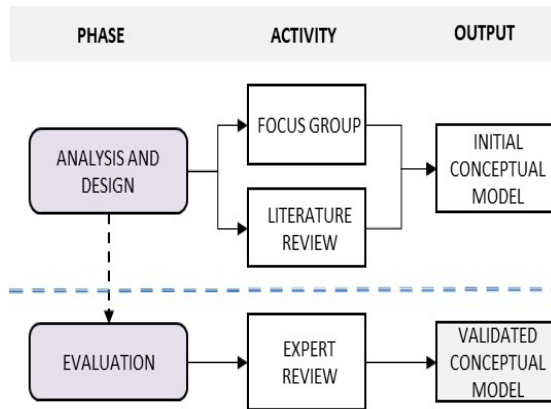 PHASE ACTIVITY OUTPUT
FOCUS GROUP
ANALYSIS AND
DESIGN
INITIAL
CONCEPTUAL
MODEL
LITERATURE
REVIEW
EVALUATION
EXPERT
REVIEW
VALIDATED
CONCEPTUAL
MODEL